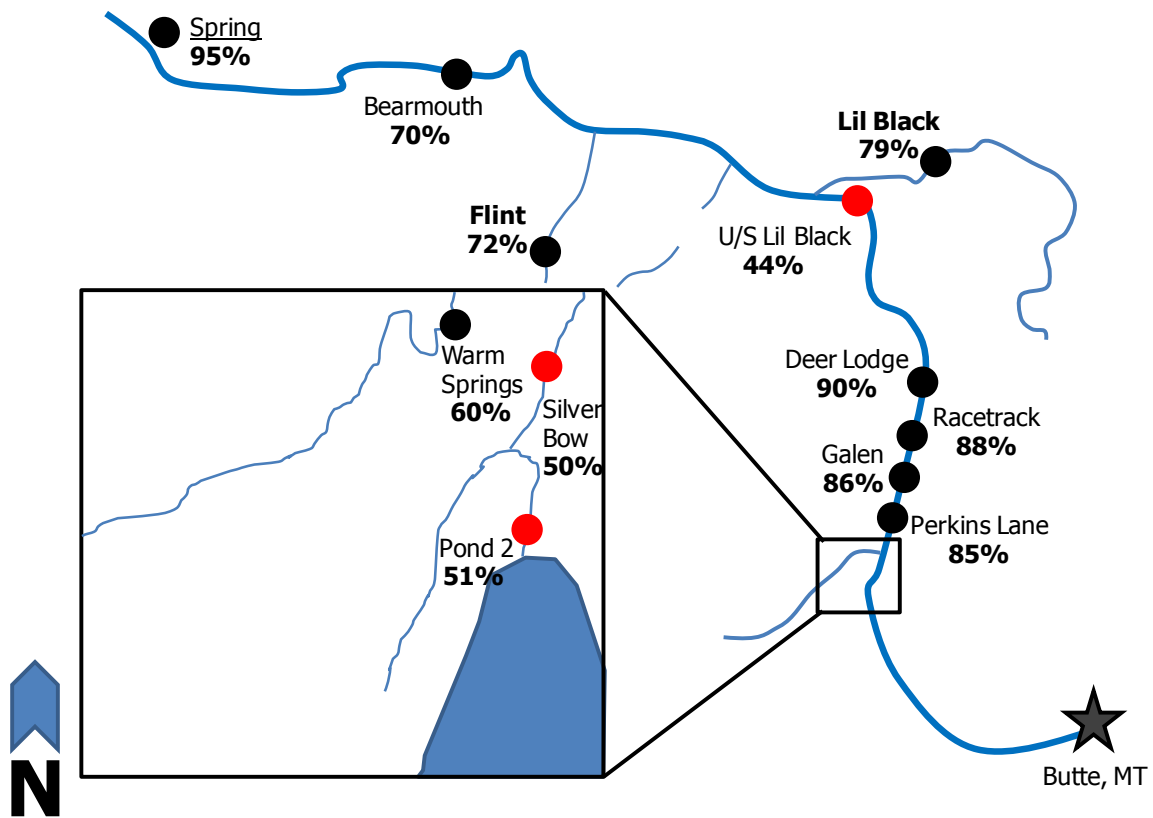 Spring
95%
Bearmouth
70%
Lil Black
79%
Flint
72%
U/S Lil Black
44%
Warm
Springs
60%
Silver
Bow
50%
Pond 2
51%
Deer Lodge
90%
Racetrack
88%
Galen
86%
Perkins Lane
85%
N
Butte, MT